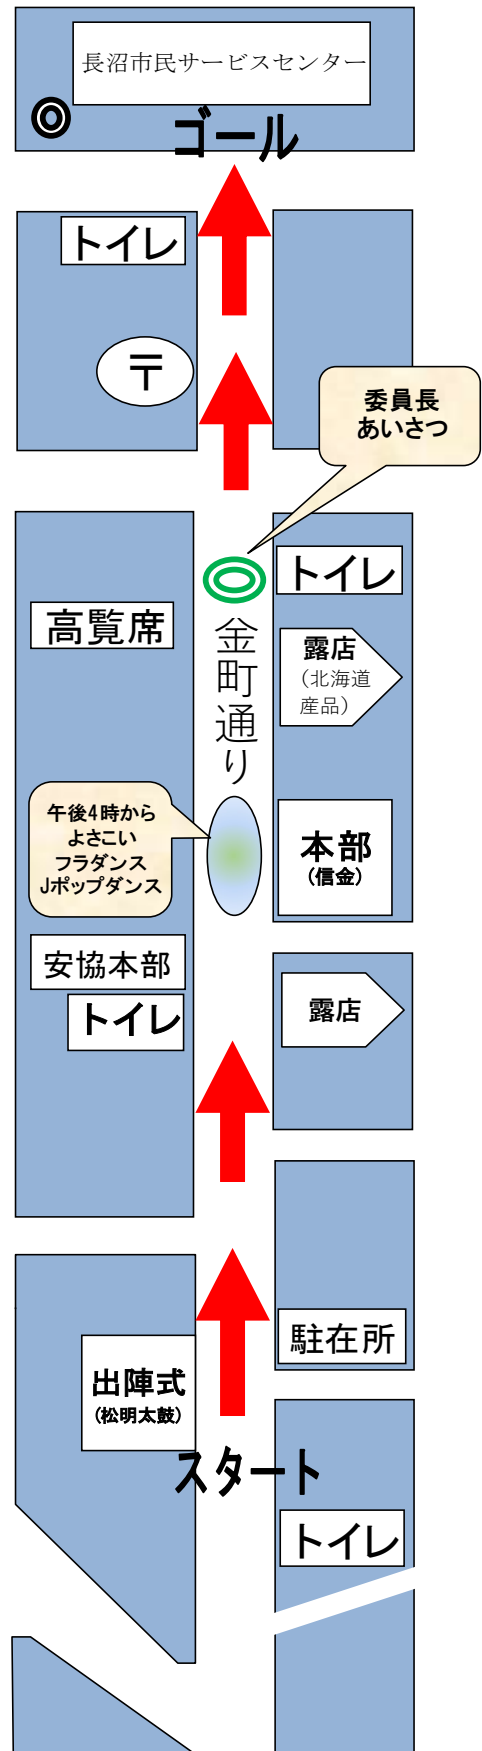 長沼市民サービスセンター
ゴール
トイレ
〒
委員長
あいさつ
トイレ
高覧席
金町通り
露店
（北海道
産品）
午後4時から
よさこい
フラダンス
Jポップダンス
本部
(信金)
安協本部
トイレ
露店
駐在所
出陣式
(松明太鼓)
スタート
トイレ